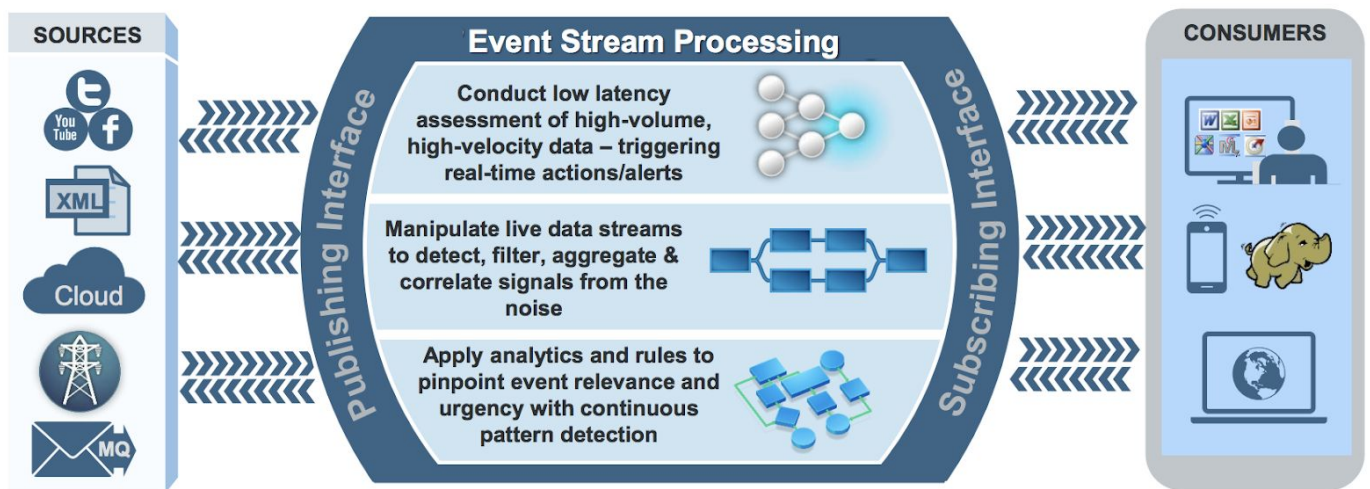 SOURCES
You
Tube
XML
Cloud
MQ
Publishing Interface
Event Stream Processing
Conduct low latency
assessment of high-volume,
high-velocity data – triggering
real-time actions/alerts
Manipulate live data streams
to detect, filter, aggregate &
correlate signals from the
noise
Apply analytics and rules to
pinpoint event relevance and
urgency with continuous
pattern detection
Subscribing Interface
CONSUMERS